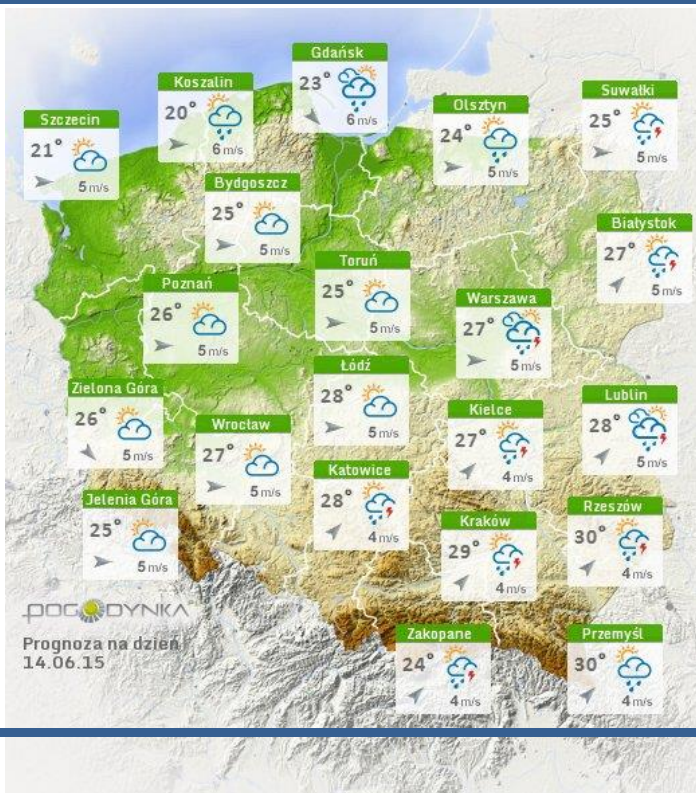 Gdańsk
23°
6 m/s
Koszalin
20°
6 m/s
Suwałki
25°
5 m/s
Olsztyn
24°
5 m/s
Szczecin
21°
5 m/s
Bydgoszcz
25°
5 m/s
Białystok
27°
5 m/s
Toruń
25°
5 m/s
Poznań
26°
5 m/s
Warszawa
27°
5 m/s
Łódź
28°
5 m/s
Zielona Góra
26°
5 m/s
Lublin
28°
5 m/s
Kielce
27°
4 m/s
Wrocław
27°
5 m/s
Katowice
28°
4 m/s
Jelenia Góra
25°
5 m/s
Rzeszów
30°
4 m/s
Kraków
29°
4 m/s
POGODYNKA
Prognoza na dzień
14.06.15
Zakopane
24°
4 m/s
Przemyśl
30°
4 m/s